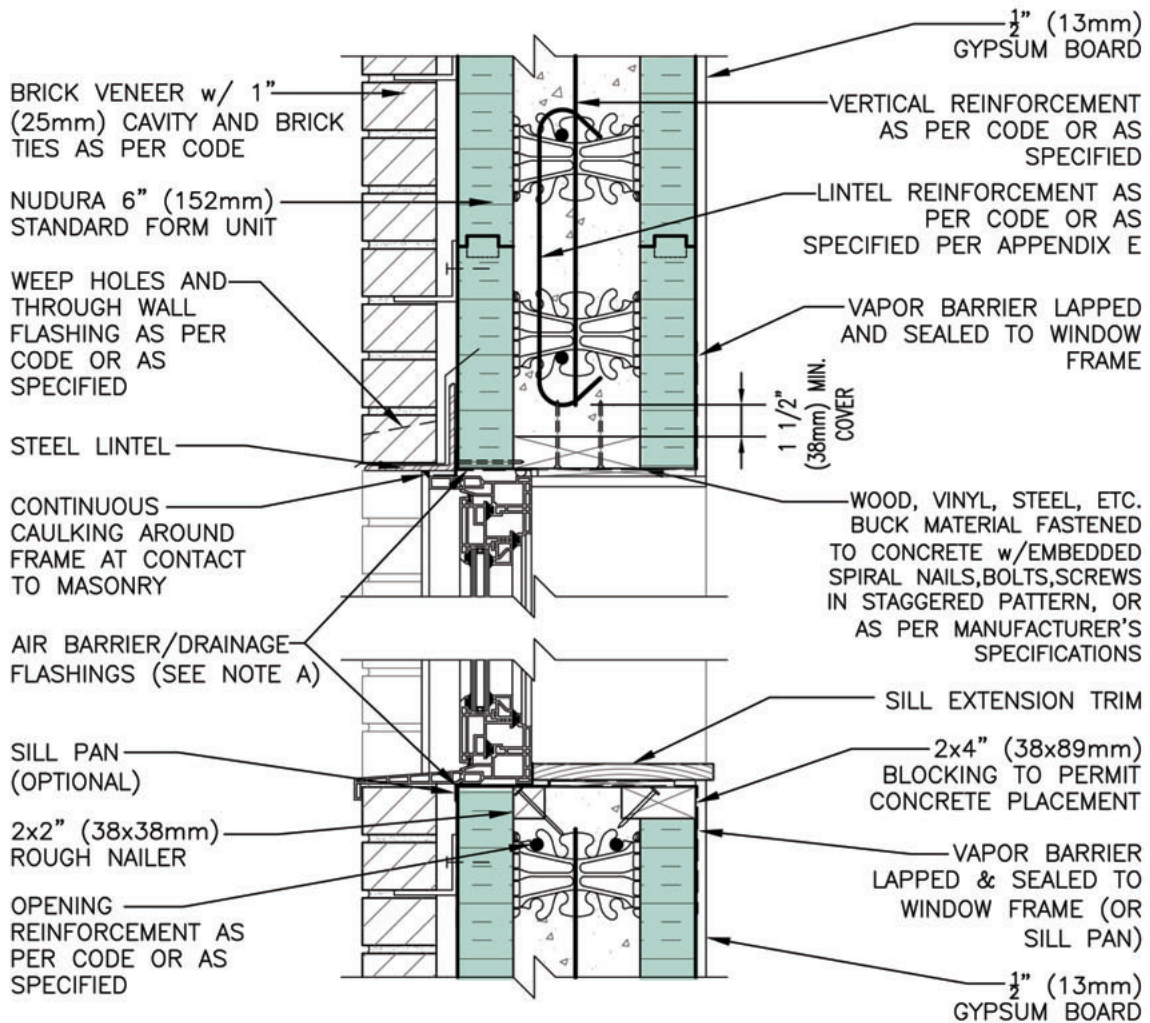 BRICK VENEER w/ 1"
(25mm) CAVITY AND BRICK
TIES AS PER CODE
NUDURA 6" (152mm)
STANDARD FORM UNIT
WEEP HOLES AND
THROUGH WALL
FLASHING AS PER
CODE OR AS
SPECIFIED
STEEL LINTEL
CONTINUOUS
CAULKING AROUND
FRAME AT CONTACT
TO MASONRY
AIR BARRIER/DRAINAGE
FLASHINGS (SEE NOTE A)
SILL PAN
(OPTIONAL)
2x2" (38x38mm)
ROUGH NAILER
OPENING
REINFORCEMENT AS
PER CODE OR AS
SPECIFIED
1/2" (13mm)
GYPSUM BOARD
VERTICAL REINFORCEMENT
AS PER CODE OR AS
SPECIFIED
LINTEL REINFORCEMENT AS
PER CODE OR AS
SPECIFIED PER APPENDIX E
VAPOR BARRIER LAPPED
AND SEALED TO WINDOW
FRAME
1 1/2"
(38mm) MIN.
COVER
WOOD, VINYL, STEEL, ETC.
BUCK MATERIAL FASTENED
TO CONCRETE w/EMBEDDED
SPIRAL NAILS,BOLTS,SCREWS
IN STAGGERED PATTERN, OR
AS PER MANUFACTURER'S
SPECIFICATIONS
SILL EXTENSION TRIM
2x4" (38x89mm)
BLOCKING TO PERMIT
CONCRETE PLACEMENT
VAPOR BARRIER
LAPPED & SEALED TO
WINDOW FRAME (OR
SILL PAN)
1/2" (13mm)
GYPSUM BOARD